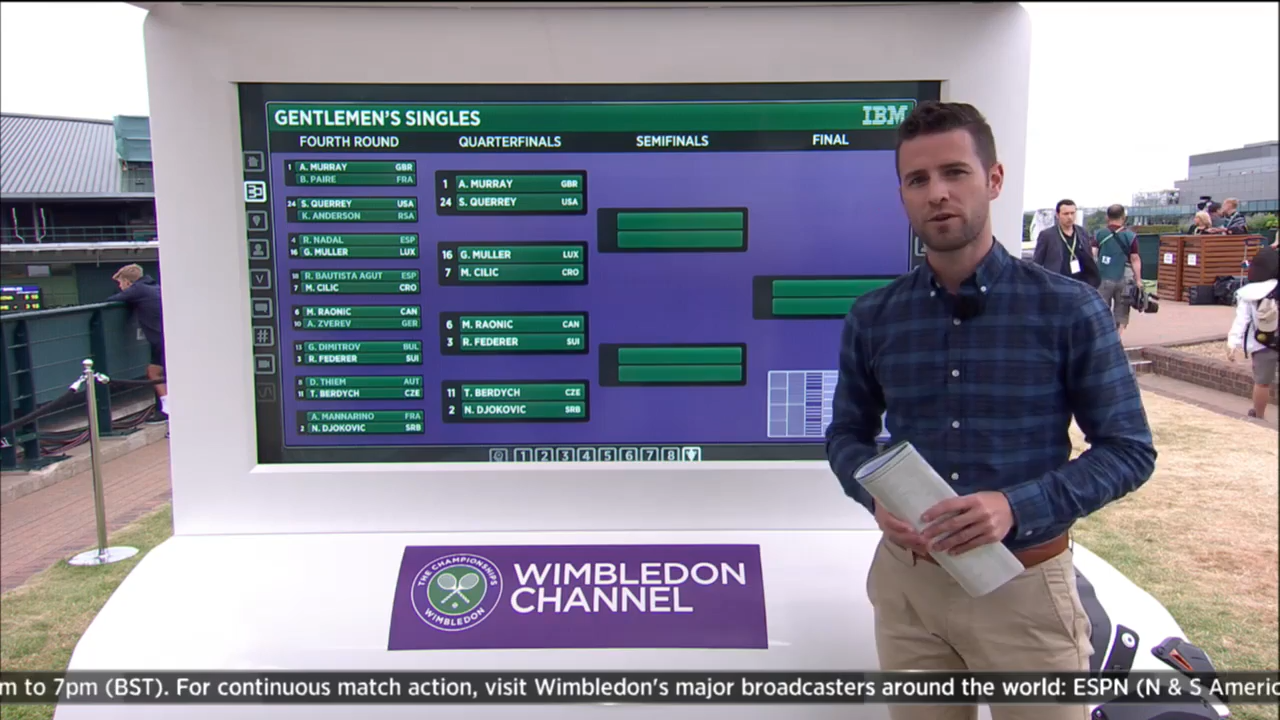 GENTLEMEN'S SINGLES
IBM
FOURTH ROUND
QUARTERFINALS
SEMIFINALS
FINAL
1 A. MURRAY GBR
B. PAIRE FRA
24 S. QUERREY USA
K. ANDERSON RSA
4 R. NADAL ESP
16 G. MULLER LUX
18 R. BAUTISTA AGUT ESP
7 M. CILIC CRO
6 M. RAONIC CAN
10 A. ZVEREV GER
13 G. DIMITROV BUL
3 R. FEDERER SUI
8 D. THIEM AUT
11 T. BERDYCH CZE
A. MANNARINO FRA
2 N. DJOKOVIC SRB
1 A. MURRAY GBR
24 S. QUERREY USA
16 G. MULLER LUX
7 M. CILIC CRO
6 M. RAONIC CAN
3 R. FEDERER SUI
11 T. BERDYCH CZE
2 N. DJOKOVIC SRB
1 2 3 4 5 6 7 8
THE CHAMPIONSHIPS
WIMBLEDON
WIMBLEDON
CHANNEL
13
m to 7pm (BST). For continuous match action, visit Wimbledon's major broadcasters around the world: ESPN (N & S Americ